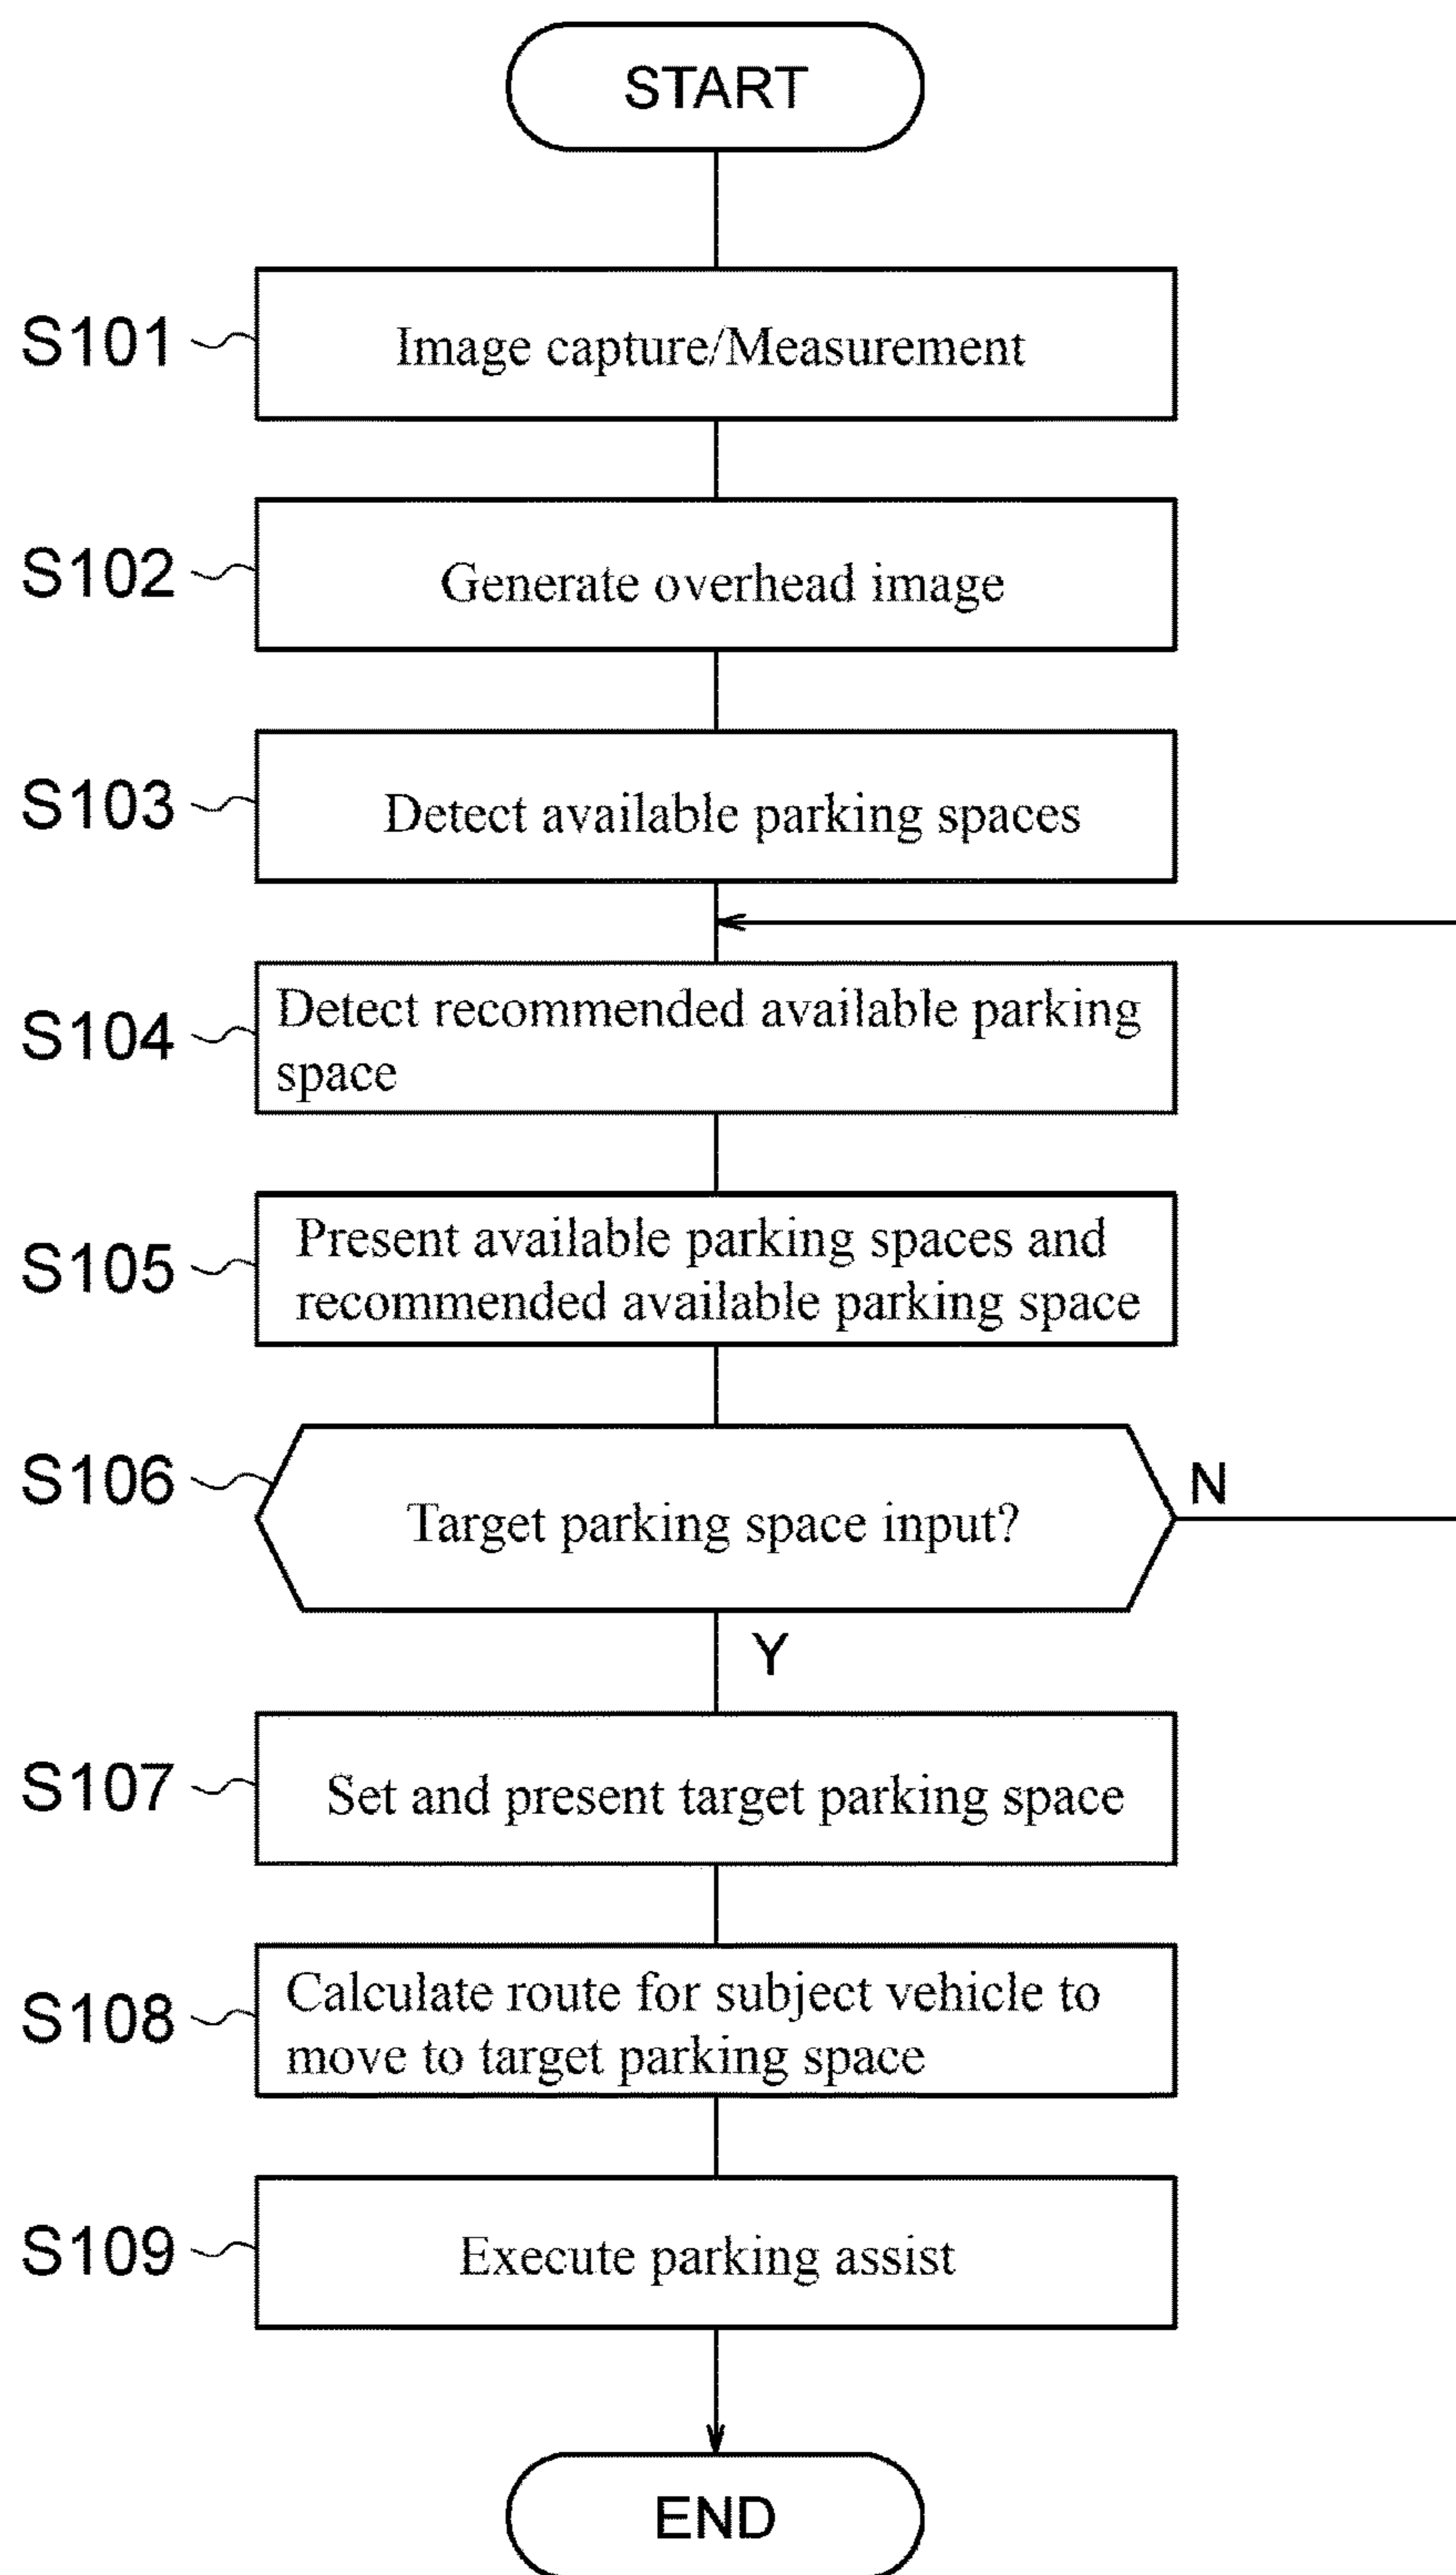 START
S101
Image capture/Measurement
S102
Generate overhead image
S103
Detect available parking spaces
S104
Detect recommended available parking
space
S105
Present available parking spaces and
recommended available parking space
S106
Target parking space input?
N
Y
S107
Set and present target parking space
S108
Calculate route for subject vehicle to
move to target parking space
S109
Execute parking assist
END